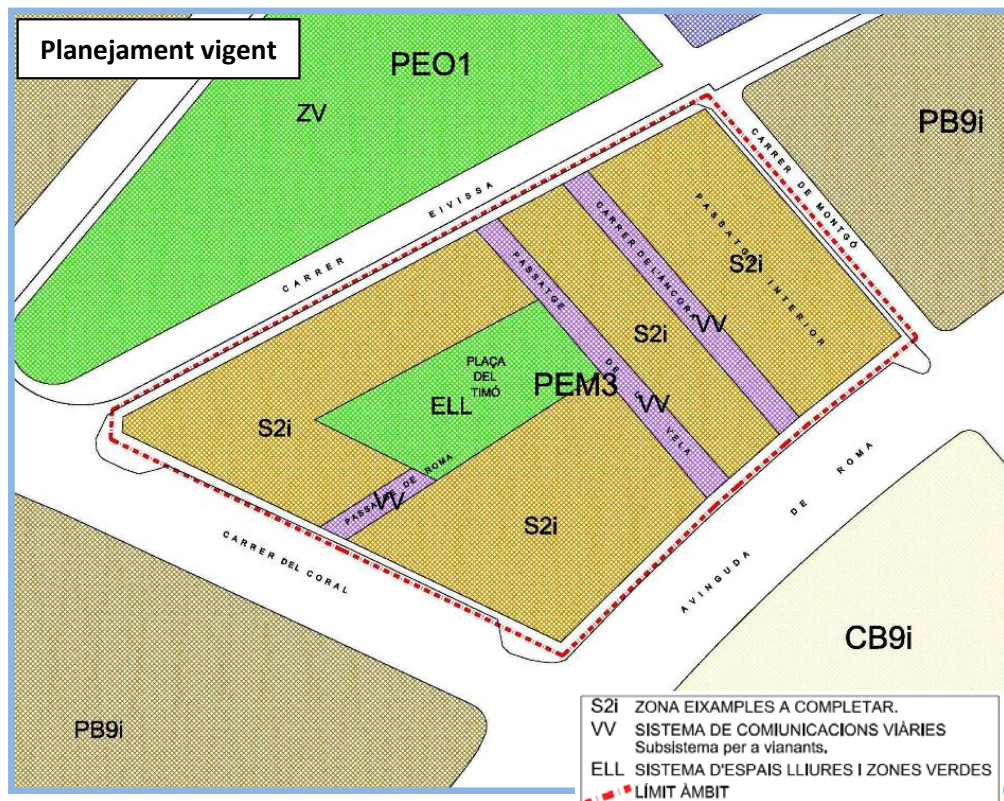 Planejament vigent
PEO1
ZV
PB9i
CARRER DE MONTGÓ
CARRER EIVISSA
PASSATGE INTERIOR
CARRER DE L'ÀNCORA
S2i
VV
PASSATGE DE LA VELA
S2i
VV
PLAÇA
DEL
TIMÓ
PEM3
ELL
S2i
PASSATGE DE ROMA
VV
S2i
CARRER DEL CORAL
AVINGUDA DE ROMA
CB9i
PB9i
S2i ZONA EIXAMPLES A COMPLETAR.
VV SISTEMA DE COMIUNICACIONS VIÀRIES
Subsistema per a vianants.
ELL SISTEMA D'ESPAIS LLIURES I ZONES VERDES
LÍMIT ÀMBIT